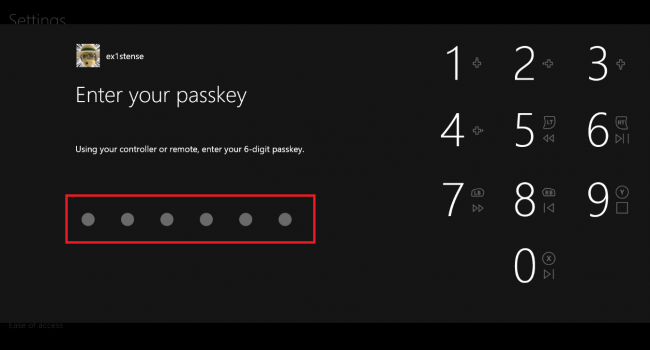 Settings
ex1stense
Enter your passkey
Using your controller or remote, enter your 6-digit passkey.
1 2 3
4 5 LT 6 RT
7 LB 8 RB 9 Y
0 X
Ease of access